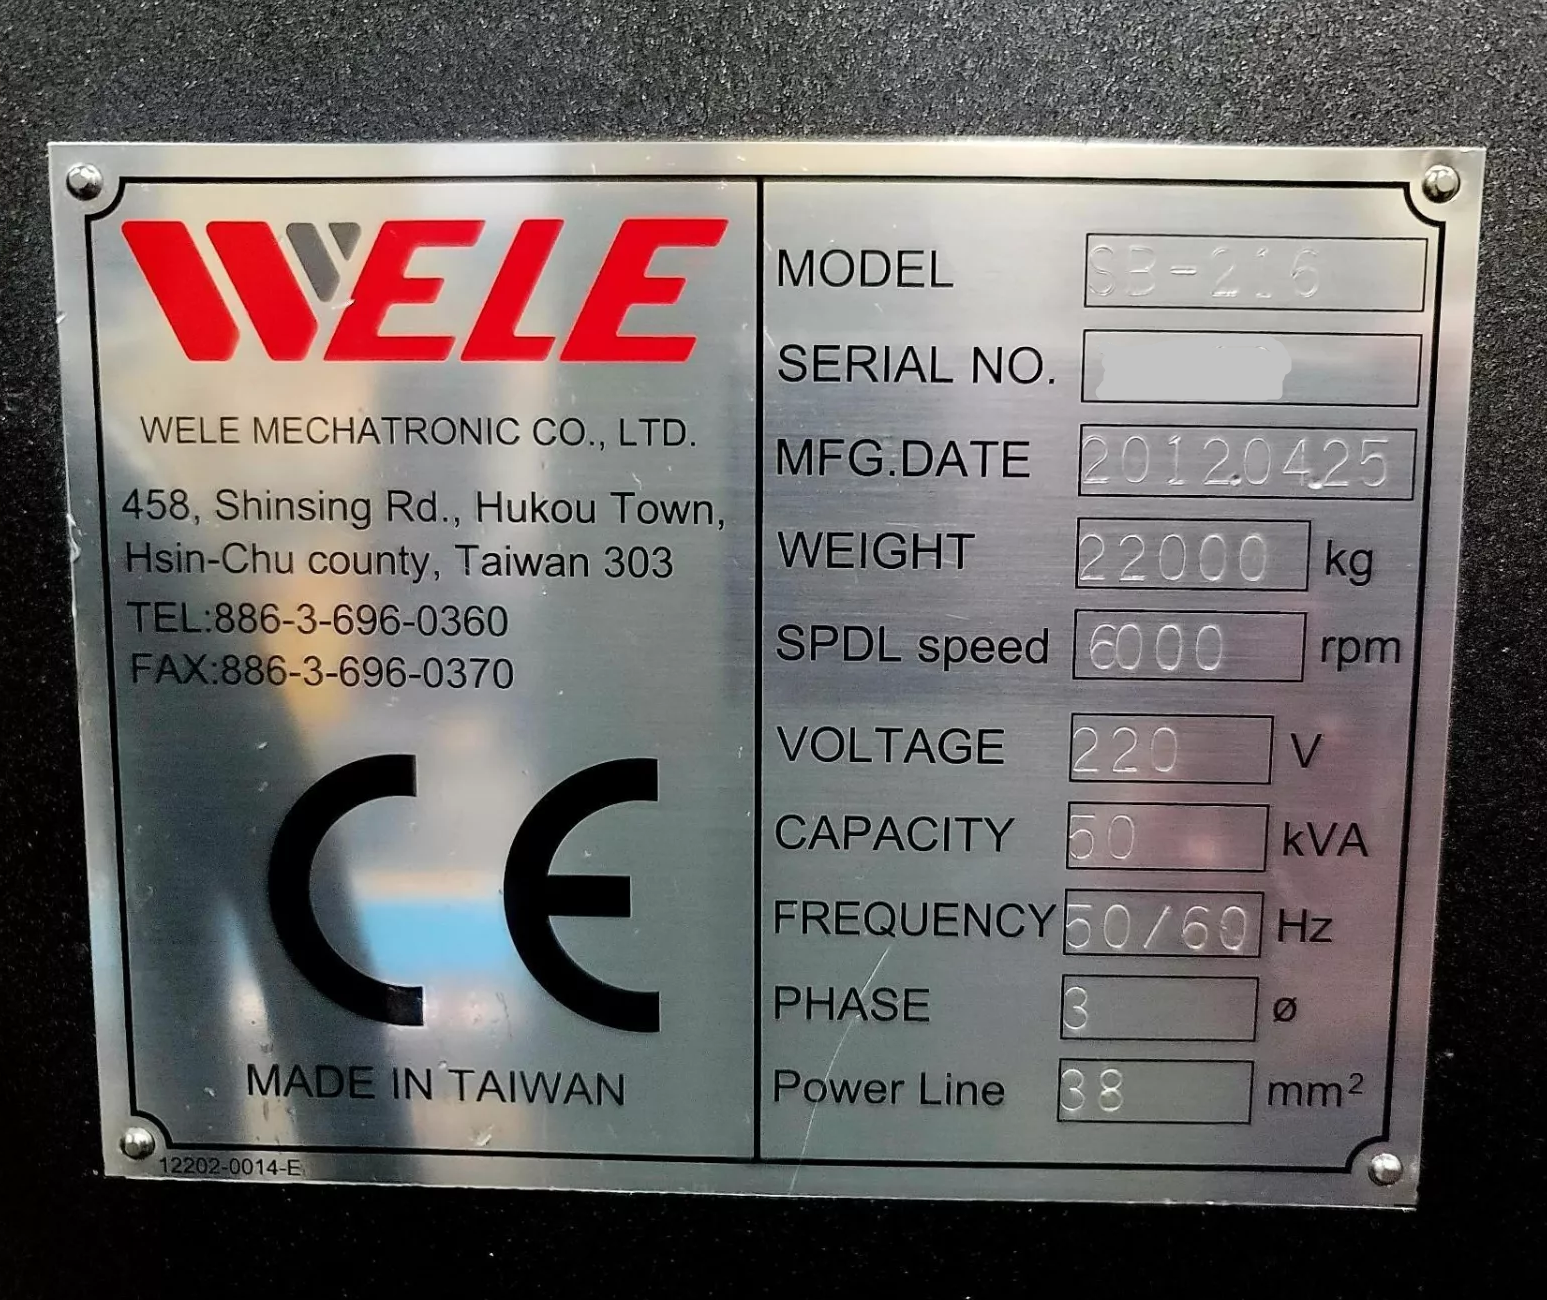 WELE
WELE MECHATRONIC CO., LTD.
458, Shinsing Rd., Hukou Town,
Hsin-Chu county, Taiwan 303
TEL:886-3-696-0360
FAX:886-3-696-0370
CE
MADE IN TAIWAN
12202-0014-E
MODEL SB-216
SERIAL NO.
MFG.DATE 2012.04.25
WEIGHT 22000 kg
SPDL speed 6000 rpm
VOLTAGE 220 V
CAPACITY 50 kVA
FREQUENCY 50/60 Hz
PHASE 3 ø
Power Line 38 mm²